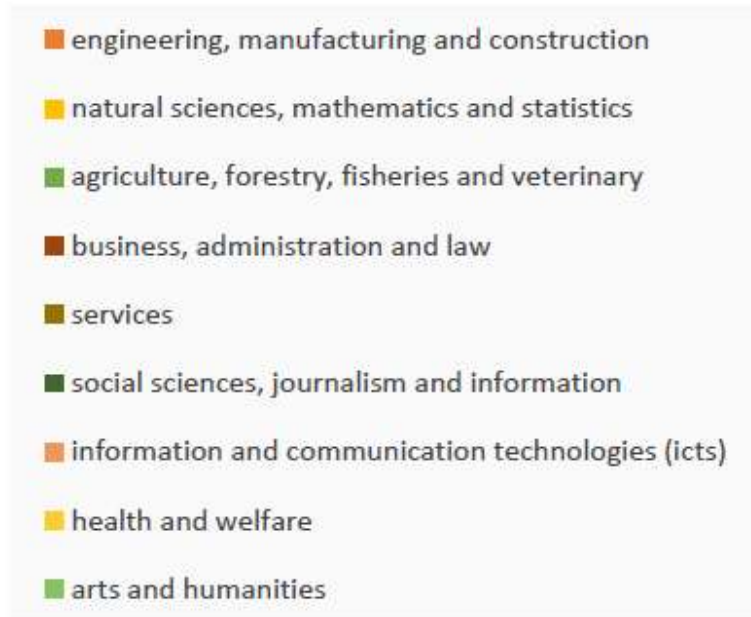 engineering, manufacturing and construction
natural sciences, mathematics and statistics
agriculture, forestry, fisheries and veterinary
business, administration and law
services
social sciences, journalism and information
information and communication technologies (icts)
health and welfare
arts and humanities